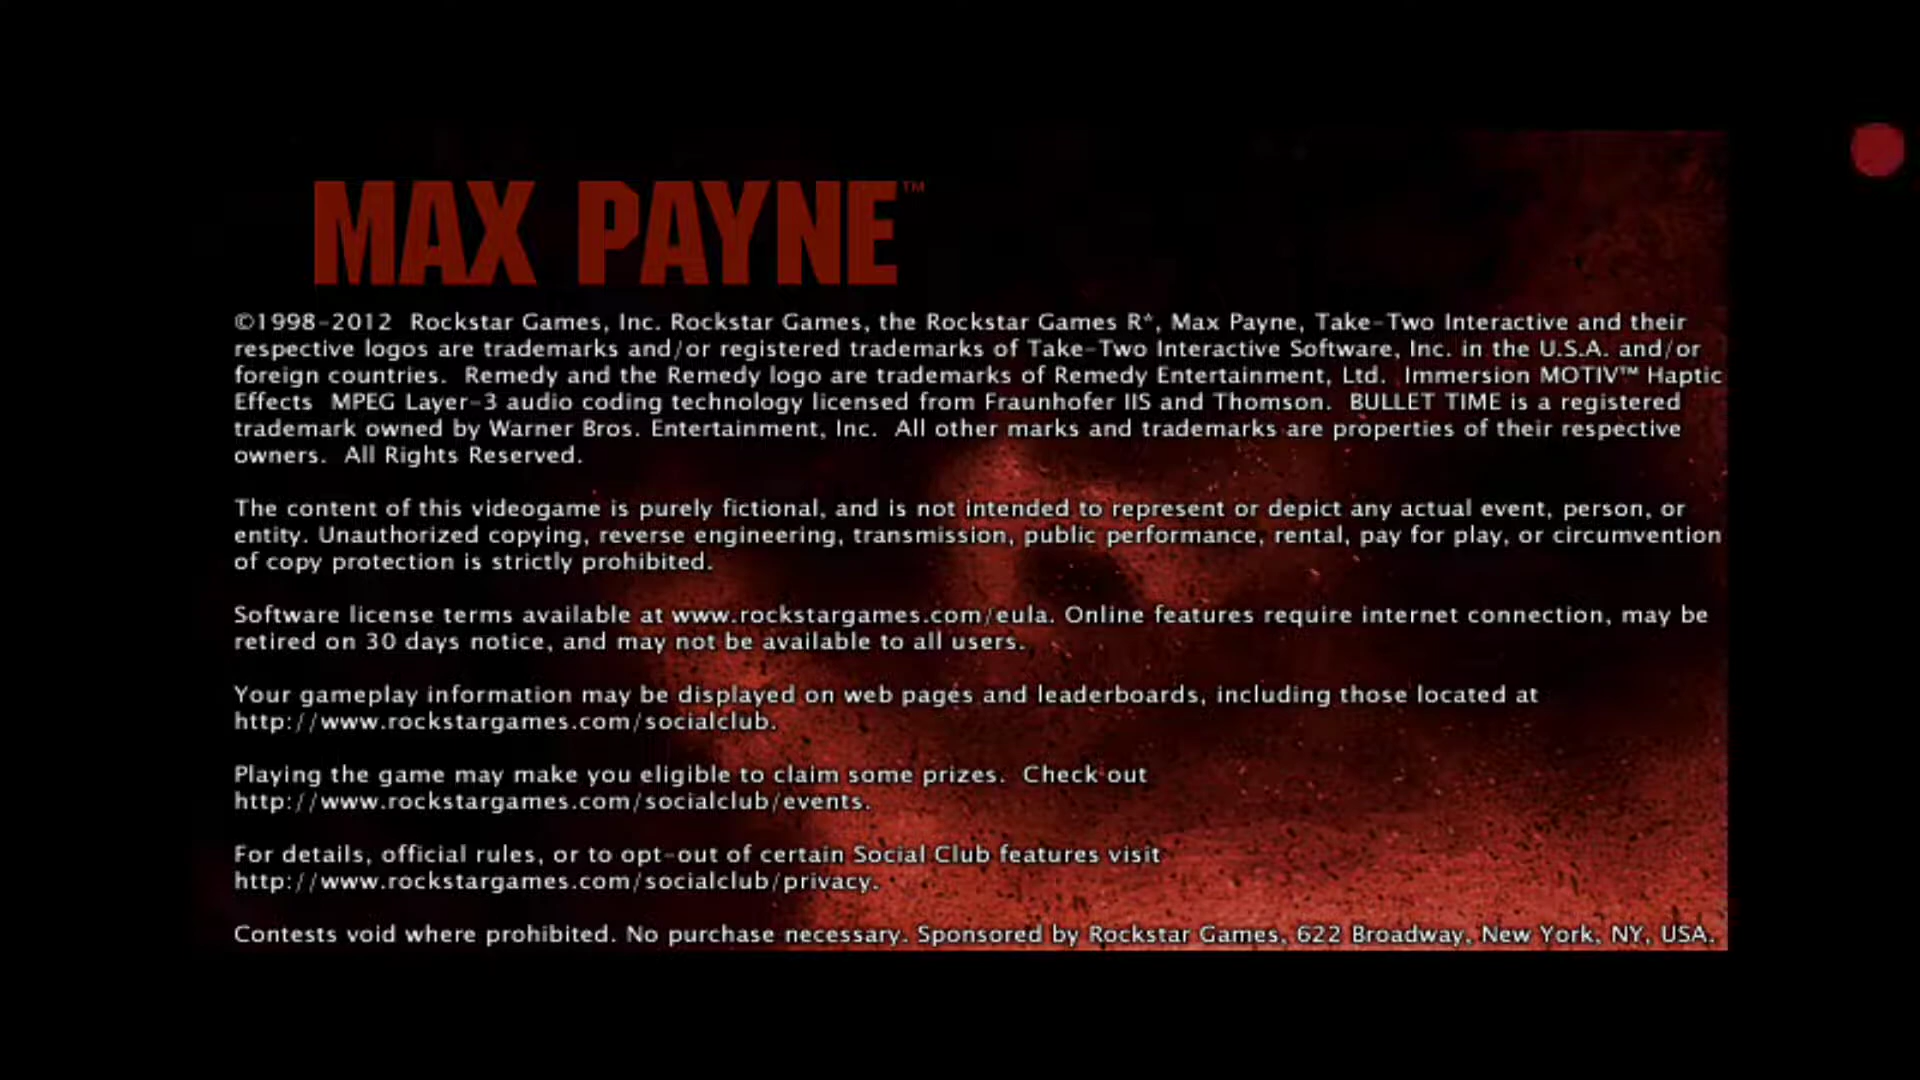 MAX PAYNE™
©1998-2012  Rockstar Games, Inc. Rockstar Games, the Rockstar Games R*, Max Payne, Take-Two Interactive and their
respective logos are trademarks and/or registered trademarks of Take-Two Interactive Software, Inc. in the U.S.A. and/or
foreign countries.  Remedy and the Remedy logo are trademarks of Remedy Entertainment, Ltd.  Immersion MOTIV™ Haptic
Effects  MPEG Layer-3 audio coding technology licensed from Fraunhofer IIS and Thomson.  BULLET TIME is a registered
trademark owned by Warner Bros. Entertainment, Inc.  All other marks and trademarks are properties of their respective
owners.  All Rights Reserved.
The content of this videogame is purely fictional, and is not intended to represent or depict any actual event, person, or
entity. Unauthorized copying, reverse engineering, transmission, public performance, rental, pay for play, or circumvention
of copy protection is strictly prohibited.
Software license terms available at www.rockstargames.com/eula. Online features require internet connection, may be
retired on 30 days notice, and may not be available to all users.
Your gameplay information may be displayed on web pages and leaderboards, including those located at
http://www.rockstargames.com/socialclub.
Playing the game may make you eligible to claim some prizes.  Check out
http://www.rockstargames.com/socialclub/events.
For details, official rules, or to opt-out of certain Social Club features visit
http://www.rockstargames.com/socialclub/privacy.
Contests void where prohibited. No purchase necessary. Sponsored by Rockstar Games, 622 Broadway, New York, NY, USA.